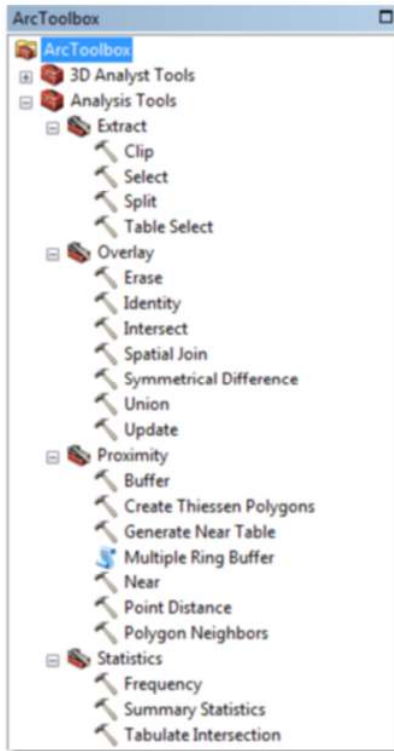 ArcToolbox
ArcToolbox
3D Analyst Tools
Analysis Tools
Extract
Clip
Select
Split
Table Select
Overlay
Erase
Identity
Intersect
Spatial Join
Symmetrical Difference
Union
Update
Proximity
Buffer
Create Thiessen Polygons
Generate Near Table
Multiple Ring Buffer
Near
Point Distance
Polygon Neighbors
Statistics
Frequency
Summary Statistics
Tabulate Intersection